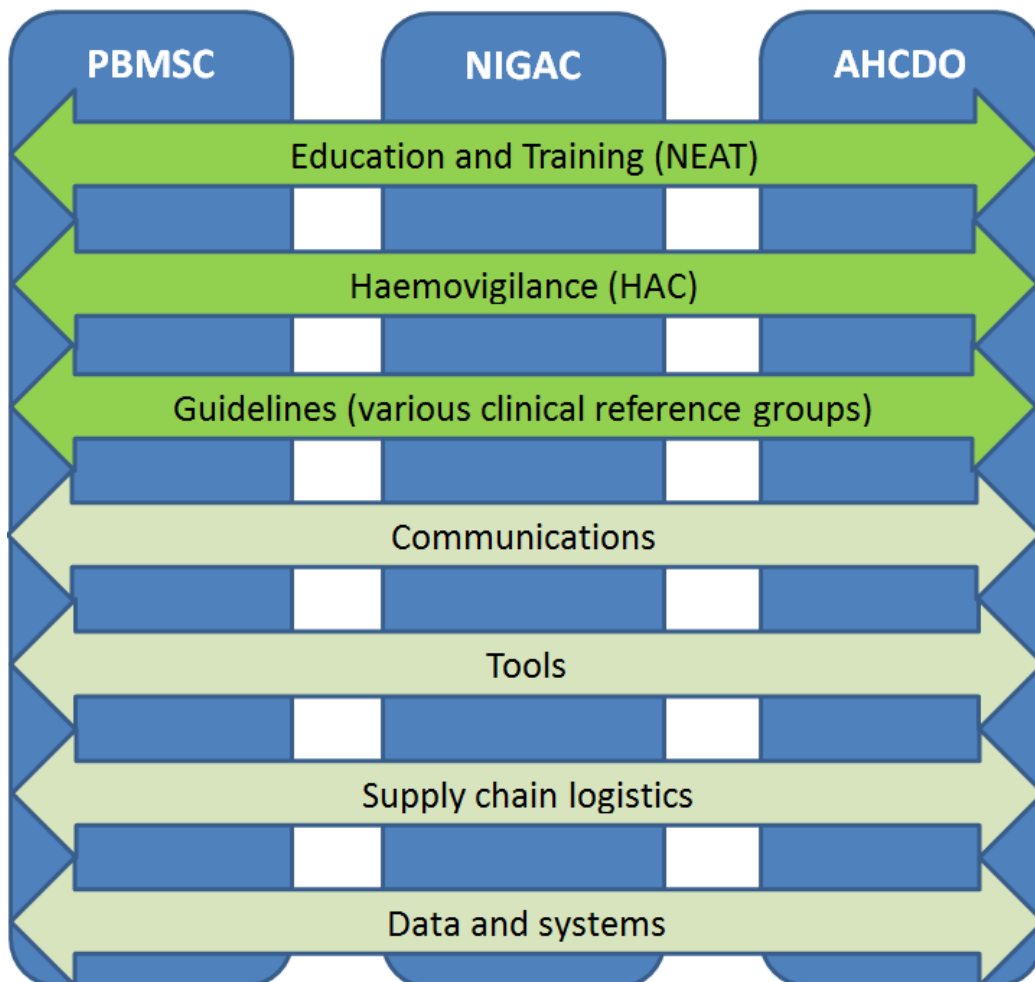 PBMSC NIGAC AHCDO
Education and Training (NEAT)
Haemovigilance (HAC)
Guidelines (various clinical reference groups)
Communications
Tools
Supply chain logistics
Data and systems